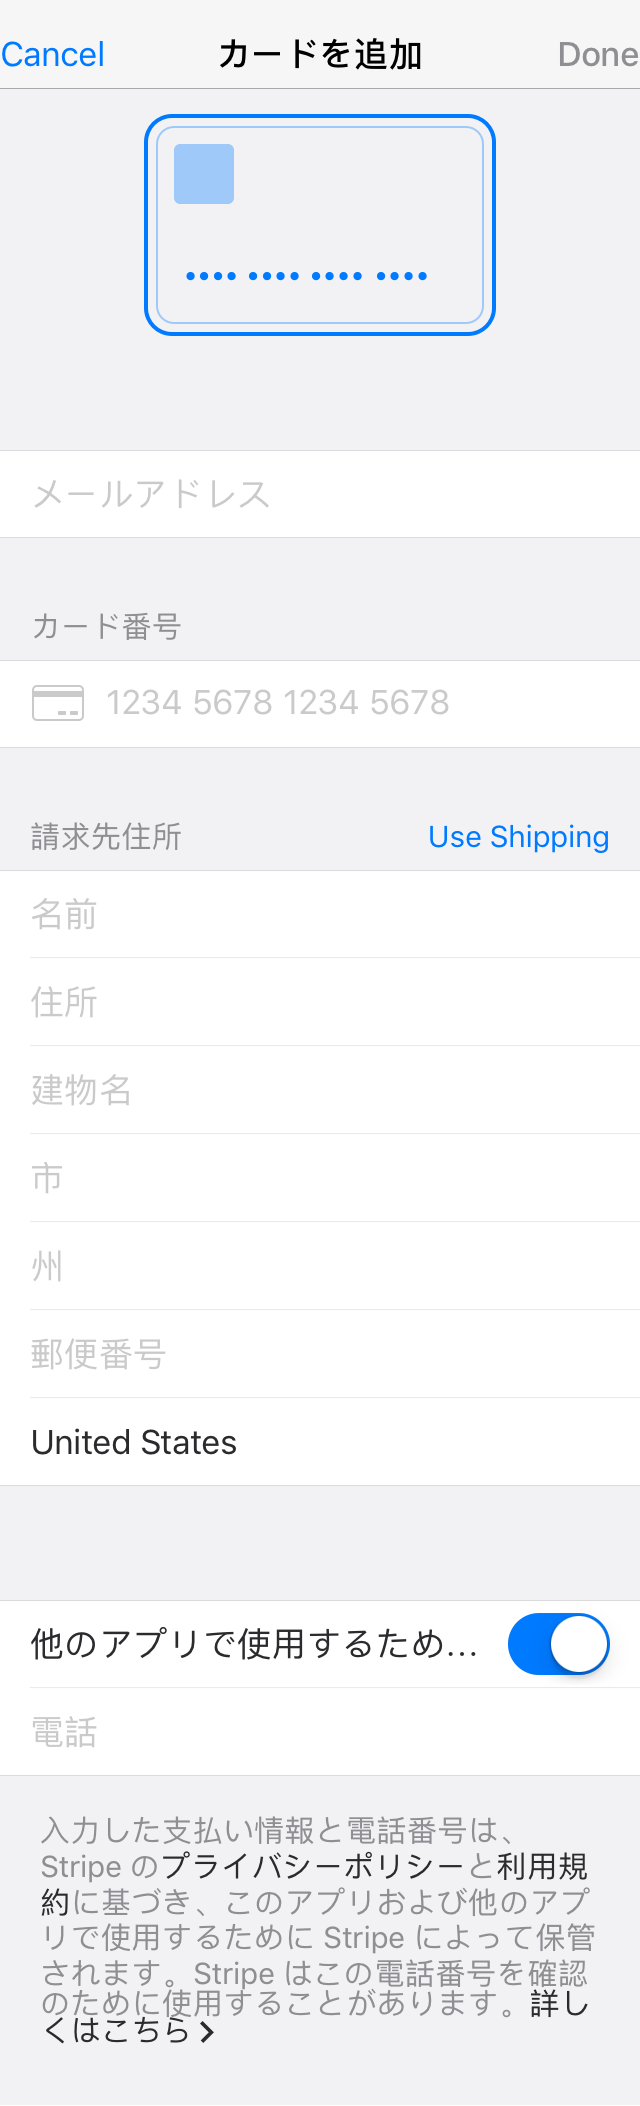 Cancel カードを追加 Done
•••• •••• •••• ••••
メールアドレス
カード番号
1234 5678 1234 5678
請求先住所 Use Shipping
名前
住所
建物名
市
州
郵便番号
United States
他のアプリで使用するため...
電話
入力した支払い情報と電話番号は、
Stripe のプライバシーポリシーと利用規
約に基づき、このアプリおよび他のアプ
リで使用するために Stripe によって保管
されます。Stripe はこの電話番号を確認
のために使用することがあります。詳し
くはこちら